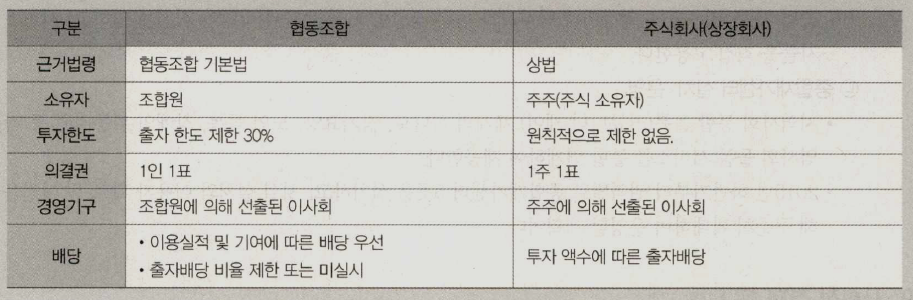 구분 협동조합 주식회사(상장회사)
근거법령 협동조합 기본법 상법
소유자 조합원 주주(주식 소유자)
투자한도 출자 한도 제한 30% 원칙적으로 제한 없음.
의결권 1인 1표 1주 1표
경영기구 조합원에 의해 선출된 이사회 주주에 의해 선출된 이사회
배당 • 이용실적 및 기여에 따른 배당 우선 투자 액수에 따른 출자배당
• 출자배당 비율 제한 또는 미실시